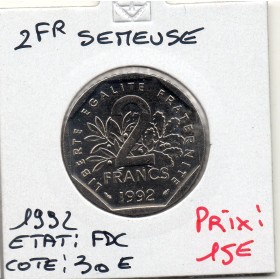 2FR SEMEUSE
LIBERTE EGALITE FRATERNITE
2
FRANCS
1992
1992
ETAT: FDC
COTE: 30 E
PRIX:
15E